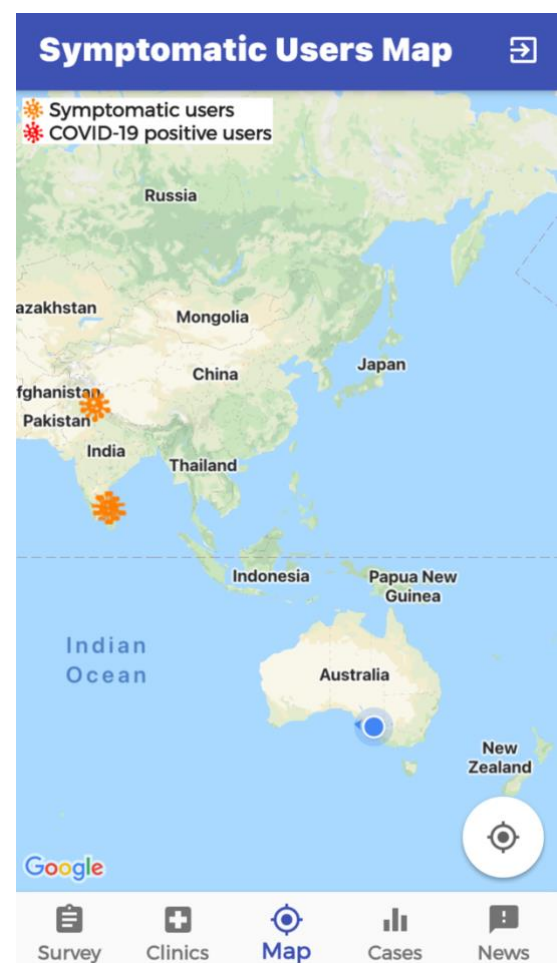 Symptomatic Users Map
Symptomatic users
COVID-19 positive users
Russia
azakhstan
Mongolia
China
Japan
fghanistan
Pakistan
India
Thailand
Indonesia
Papua New
Guinea
Indian
Ocean
Australia
New
Zealand
Google
Survey Clinics Map Cases News